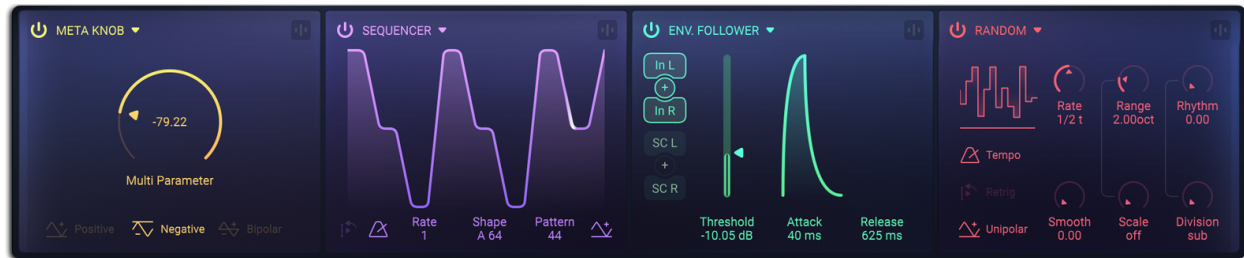 META KNOB
-79.22
Multi Parameter
Positive
Negative
Bipolar
SEQUENCER
Rate
1
Shape
A 64
Pattern
44
ENV. FOLLOWER
In L
+
In R
SC L
+
SC R
Threshold
-10.05 dB
Attack
40 ms
Release
625 ms
RANDOM
Rate
1/2 t
Range
2.00oct
Rhythm
0.00
Tempo
Retrig
Unipolar
Smooth
0.00
Scale
off
Division
sub